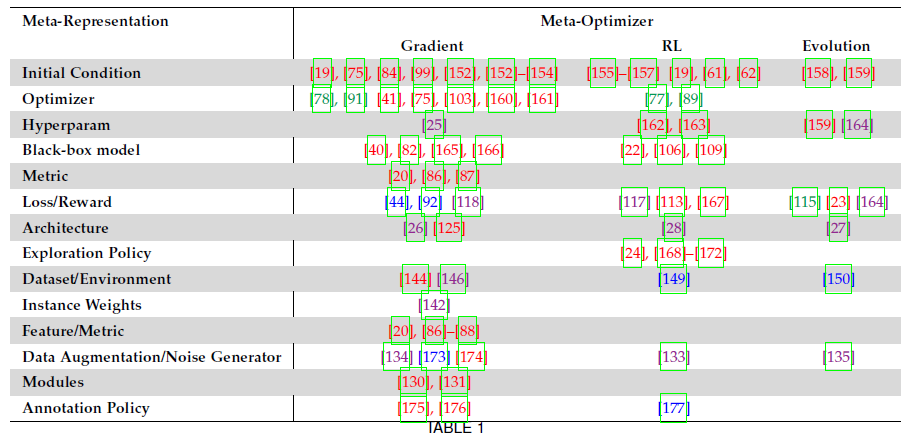 Meta-Representation Meta-Optimizer
Gradient RL Evolution
Initial Condition [19], [75], [84], [99], [152], [152]–[154] [155]–[157] [19], [61], [62] [158], [159]
Optimizer [78], [91] [41], [75], [103], [160], [161] [77], [89]
Hyperparam [25] [162], [163] [159] [164]
Black-box model [40], [82], [165], [166] [22], [106], [109]
Metric [20], [86], [87]
Loss/Reward [44], [92] [118] [117] [113], [167] [115] [23] [164]
Architecture [26] [125] [28] [27]
Exploration Policy [24], [168]–[172]
Dataset/Environment [144] [146] [149] [150]
Instance Weights [142]
Feature/Metric [20], [86]–[88]
Data Augmentation/Noise Generator [134] [173] [174] [133] [135]
Modules [130], [131]
Annotation Policy [175], [176] [177]
TABLE 1